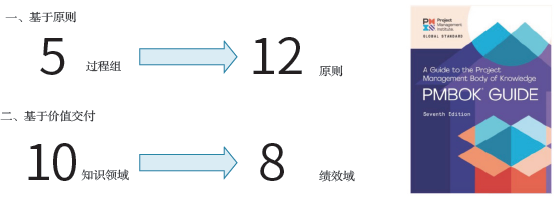 一、基于原则
5 过程组 12 原则
二、基于价值交付
10 知识领域 8 绩效域
Project
Management
Institute.
GLOBAL STANDARD
A Guide to the Project
Management Body of Knowledge
PMBOK® GUIDE
Seventh Edition